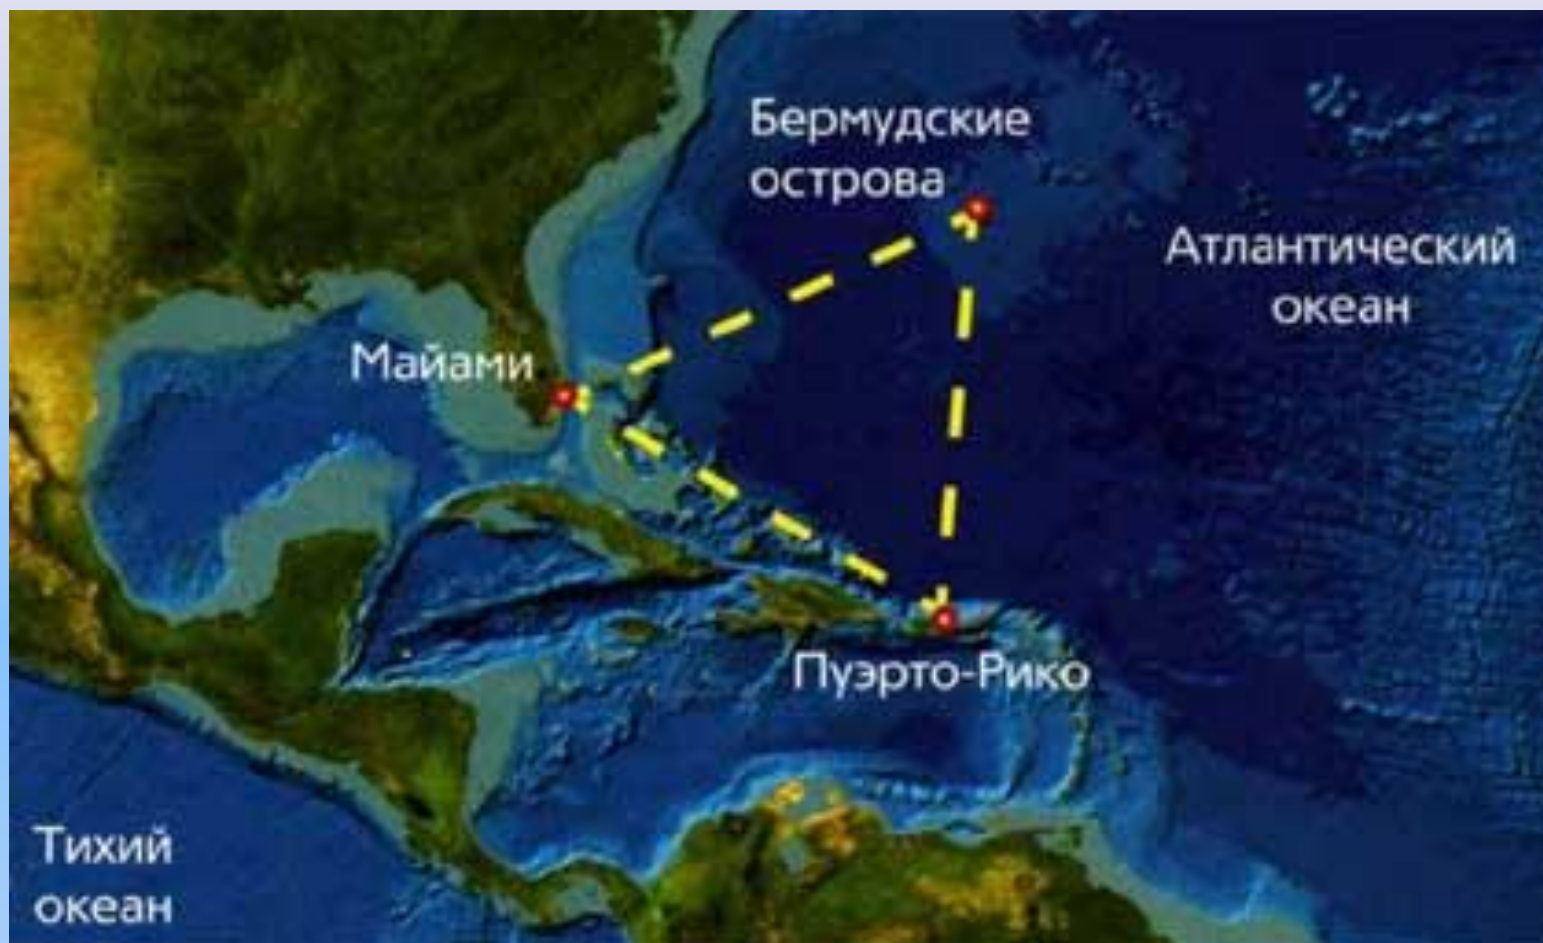 Бермудские
острова
Атлантический
океан
Майами
Пуэрто-Рико
Тихий
океан